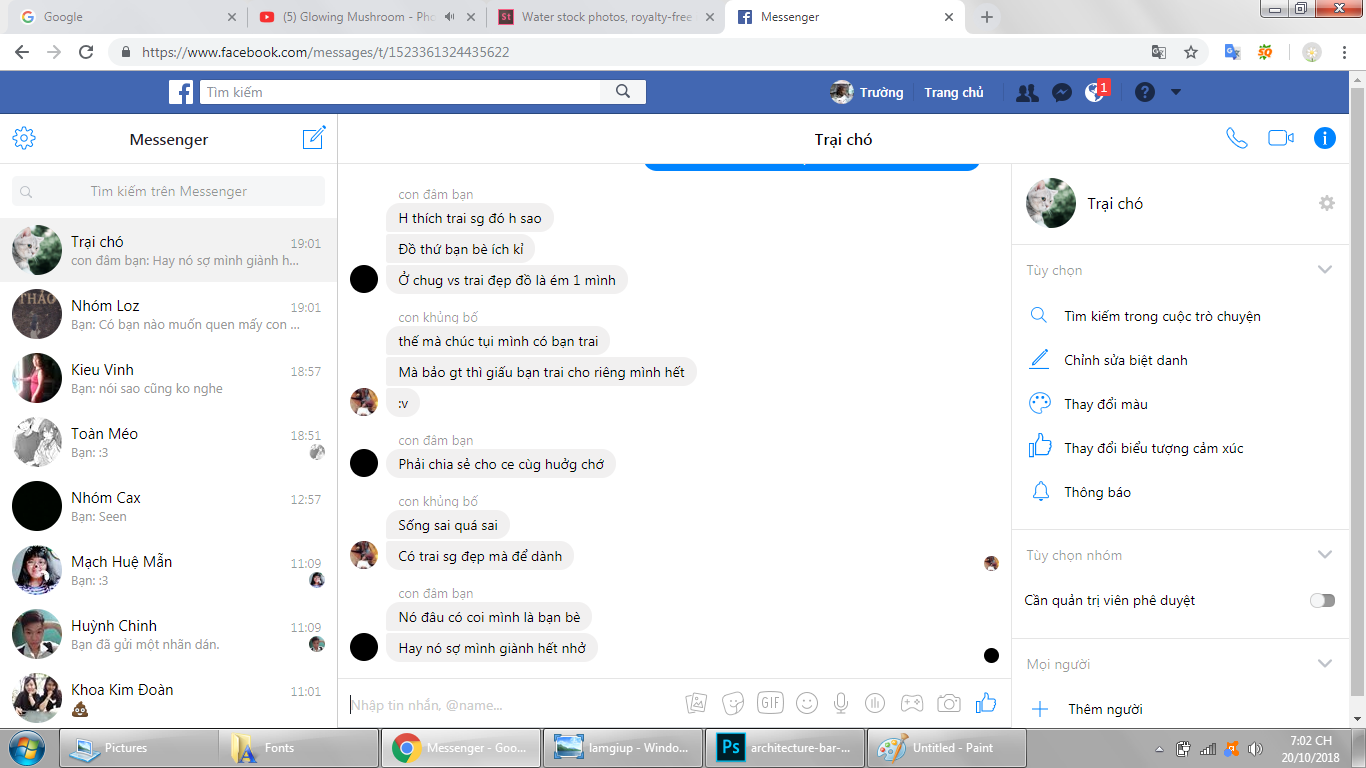 Google
(5) Glowing Mushroom - Pho
Water stock photos, royalty-free
Messenger
https://www.facebook.com/messages/t/1523361324435622
Tìm kiếm
Trường
Trang chủ
1
Messenger
Trại chó
Tìm kiếm trên Messenger
Trại chó
19:01
con đâm bạn: Hay nó sợ mình giành h...
Nhóm Loz
19:01
Bạn: Có bạn nào muốn quen mấy con ...
Kieu Vinh
18:57
Bạn: nói sao cũng ko nghe
Toàn Méo
18:51
Bạn: :3
Nhóm Cax
12:57
Bạn: Seen
Mạch Huệ Mẫn
11:09
Bạn: :3
Huỳnh Chinh
11:09
Bạn đã gửi một nhãn dán.
Khoa Kim Đoàn
11:01
💩
con đâm bạn
H thích trai sg đó h sao
Đồ thứ bạn bè ích kỉ
Ở chug vs trai đẹp đồ là ém 1 mình
con khủng bố
thế mà chúc tụi mình có bạn trai
Mà bảo gt thì giấu bạn trai cho riêng mình hết
:v
con đâm bạn
Phải chia sẻ cho ce cùg huởg chớ
con khủng bố
Sống sai quá sai
Có trai sg đẹp mà để dành
con đâm bạn
Nó đâu có coi mình là bạn bè
Hay nó sợ mình giành hết nhở
Nhập tin nhắn, @name...
GIF
Trại chó
Tùy chọn
Tìm kiếm trong cuộc trò chuyện
Chỉnh sửa biệt danh
Thay đổi màu
Thay đổi biểu tượng cảm xúc
Thông báo
Tùy chọn nhóm
Cần quản trị viên phê duyệt
Mọi người
Thêm người
Pictures
Fonts
Messenger - Goo...
lamgiup - Windo...
architecture-bar-...
Untitled - Paint
7:02 CH
20/10/2018